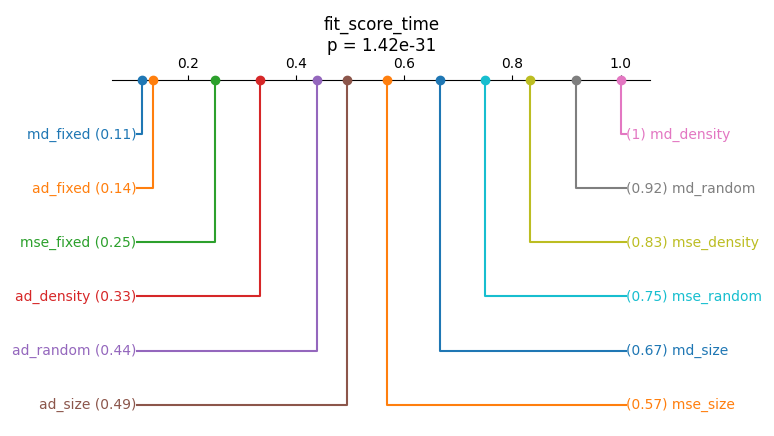 fit_score_time
p = 1.42e-31
0.2 0.4 0.6 0.8 1.0
md_fixed (0.11) (1) md_density
ad_fixed (0.14) (0.92) md_random
mse_fixed (0.25) (0.83) mse_density
ad_density (0.33) (0.75) mse_random
ad_random (0.44) (0.67) md_size
ad_size (0.49) (0.57) mse_size